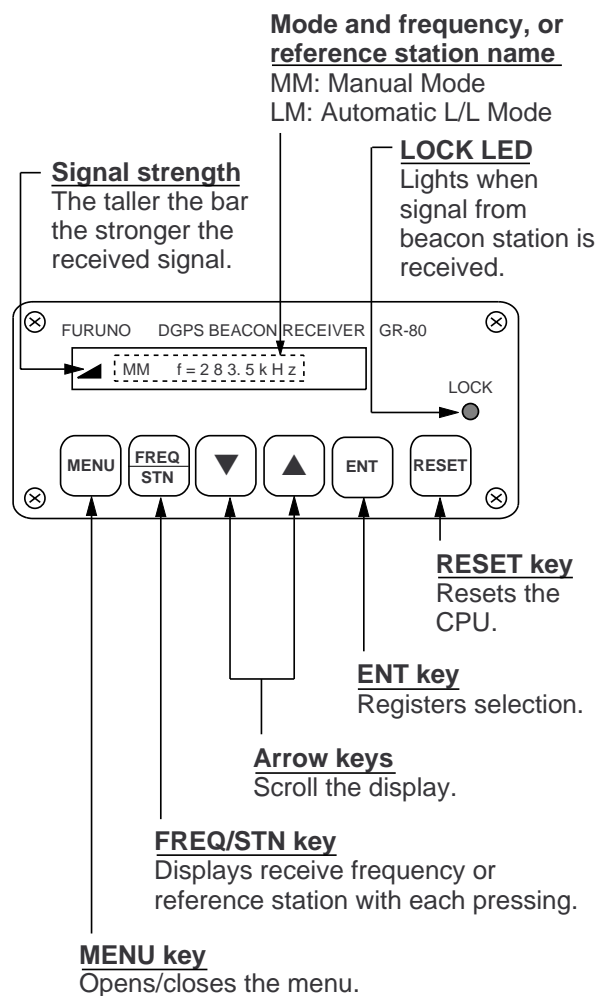 Mode and frequency, or
reference station name
MM: Manual Mode
LM: Automatic L/L Mode
LOCK LED
Lights when
signal from
beacon station is
received.
Signal strength
The taller the bar
the stronger the
received signal.
FURUNO DGPS BEACON RECEIVER GR-80
MM f = 2 8 3. 5 k H z
LOCK
MENU FREQ STN ▼ ▲ ENT RESET
RESET key
Resets the
CPU.
ENT key
Registers selection.
Arrow keys
Scroll the display.
FREQ/STN key
Displays receive frequency or
reference station with each pressing.
MENU key
Opens/closes the menu.